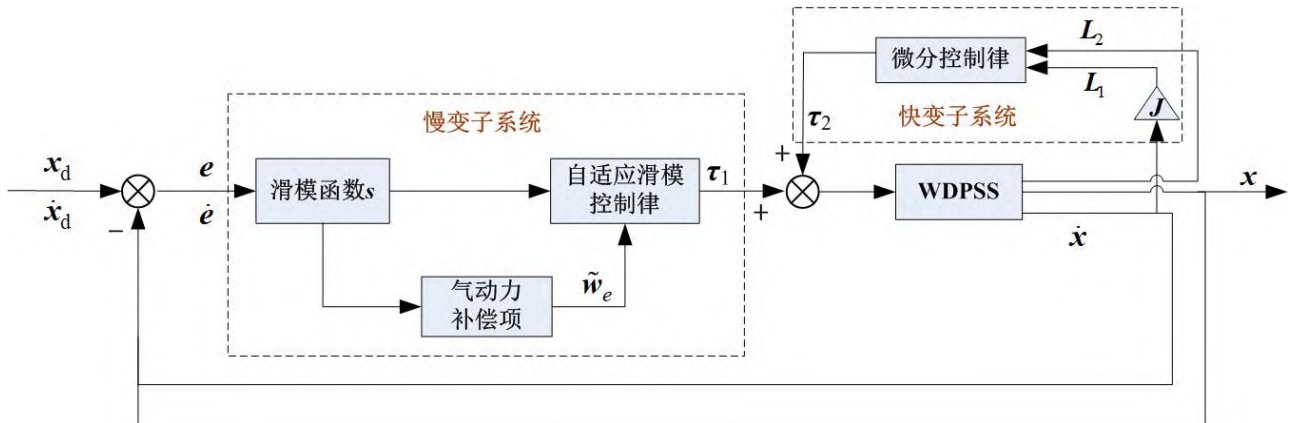 L₂
微分控制律
L₁
J
τ₂
快变子系统
慢变子系统
x_d
ẋ_d
−
e
ė
滑模函数s
自适应滑模
控制律
τ₁
+
+
WDPSS
x
ẋ
气动力
补偿项
w̃ₑ